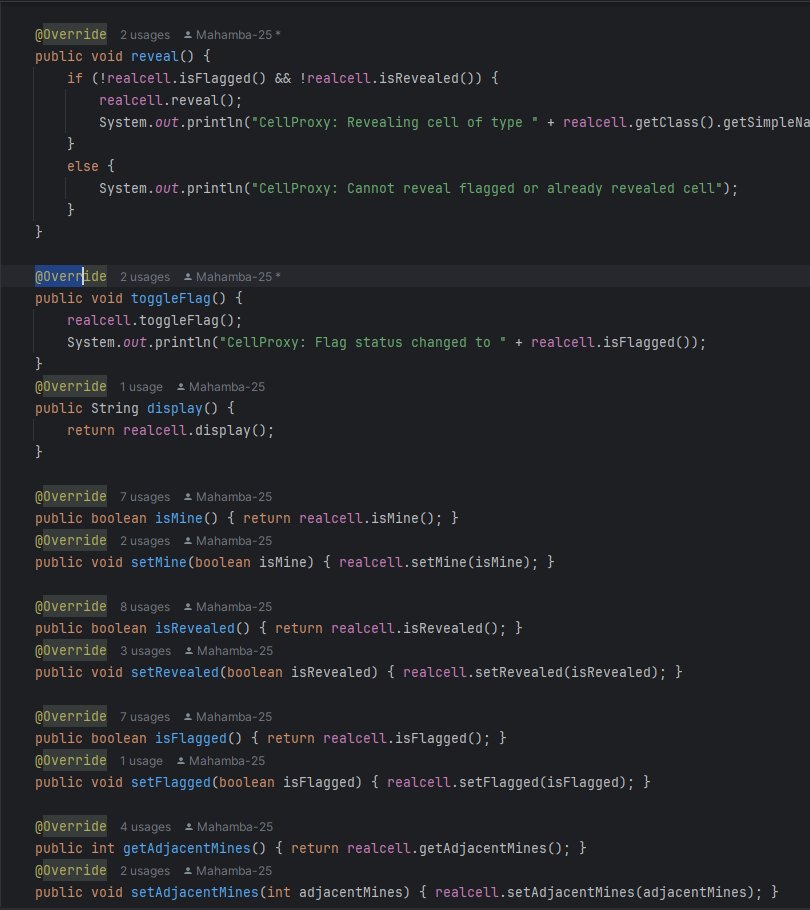 @Override 2 usages Mahamba-25 *
public void reveal() {
if (!realcell.isFlagged() && !realcell.isRevealed()) {
realcell.reveal();
System.out.println("CellProxy: Revealing cell of type " + realcell.getClass().getSimpleNa
}
else {
System.out.println("CellProxy: Cannot reveal flagged or already revealed cell");
}
}
@Override 2 usages Mahamba-25 *
public void toggleFlag() {
realcell.toggleFlag();
System.out.println("CellProxy: Flag status changed to " + realcell.isFlagged());
}
@Override 1 usage Mahamba-25
public String display() {
return realcell.display();
}
@Override 7 usages Mahamba-25
public boolean isMine() { return realcell.isMine(); }
@Override 2 usages Mahamba-25
public void setMine(boolean isMine) { realcell.setMine(isMine); }
@Override 8 usages Mahamba-25
public boolean isRevealed() { return realcell.isRevealed(); }
@Override 3 usages Mahamba-25
public void setRevealed(boolean isRevealed) { realcell.setRevealed(isRevealed); }
@Override 7 usages Mahamba-25
public boolean isFlagged() { return realcell.isFlagged(); }
@Override 1 usage Mahamba-25
public void setFlagged(boolean isFlagged) { realcell.setFlagged(isFlagged); }
@Override 4 usages Mahamba-25
public int getAdjacentMines() { return realcell.getAdjacentMines(); }
@Override 2 usages Mahamba-25
public void setAdjacentMines(int adjacentMines) { realcell.setAdjacentMines(adjacentMines); }